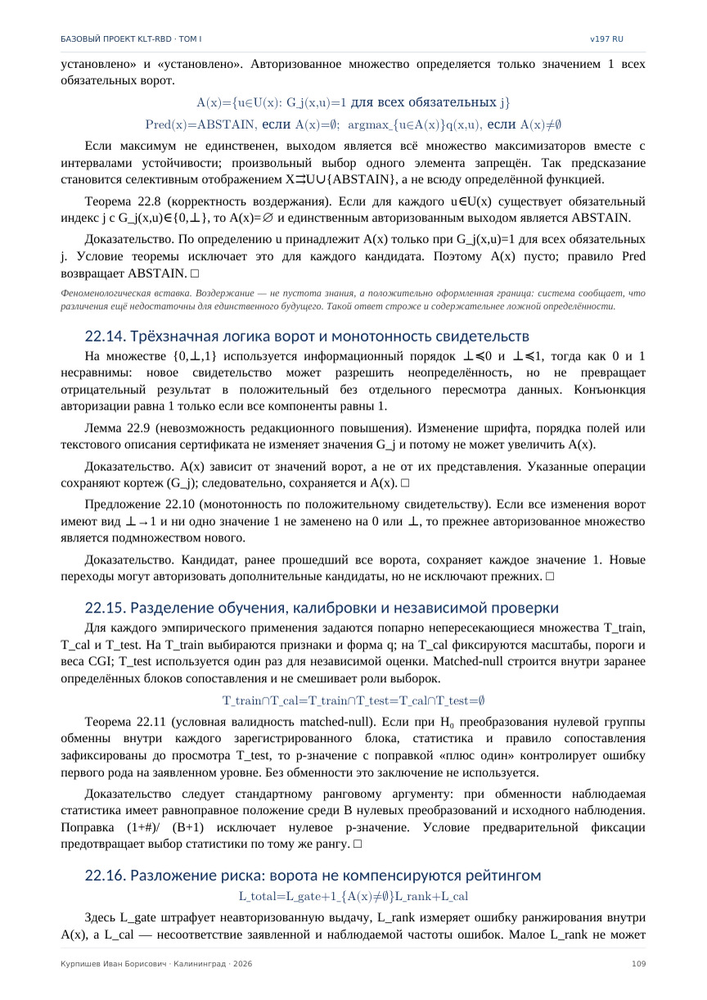 БАЗОВЫЙ ПРОЕКТ KLT-RBD · ТОМ I
v197 RU
установлено» и «установлено». Авторизованное множество определяется только значением 1 всех
обязательных ворот.
A(x)={u∈U(x): G_j(x,u)=1 для всех обязательных j}
Pred(x)=ABSTAIN, если A(x)=∅; argmax_{u∈A(x)}q(x,u), если A(x)≠∅
Если максимум не единственен, выходом является всё множество максимизаторов вместе с
интервалами устойчивости; произвольный выбор одного элемента запрещён. Так предсказание
становится селективным отображением X⇉U∪{ABSTAIN}, а не всюду определённой функцией.
Теорема 22.8 (корректность воздержания). Если для каждого u∈U(x) существует обязательный
индекс j с G_j(x,u)∈{0,⊥}, то A(x)=∅ и единственным авторизованным выходом является ABSTAIN.
Доказательство. По определению u принадлежит A(x) только при G_j(x,u)=1 для всех обязательных
j. Условие теоремы исключает это для каждого кандидата. Поэтому A(x) пусто; правило Pred
возвращает ABSTAIN. □
Феноменологическая вставка. Воздержание — не пустота знания, а положительно оформленная граница: система сообщает, что
различения ещё недостаточны для единственного будущего. Такой ответ строже и содержательнее ложной определённости.
22.14. Трёхзначная логика ворот и монотонность свидетельств
На множестве {0,⊥,1} используется информационный порядок ⊥≼0 и ⊥≼1, тогда как 0 и 1
несравнимы: новое свидетельство может разрешить неопределённость, но не превращает
отрицательный результат в положительный без отдельного пересмотра данных. Конъюнкция
авторизации равна 1 только если все компоненты равны 1.
Лемма 22.9 (невозможность редакционного повышения). Изменение шрифта, порядка полей или
текстового описания сертификата не изменяет значения G_j и потому не может увеличить A(x).
Доказательство. A(x) зависит от значений ворот, а не от их представления. Указанные операции
сохраняют кортеж (G_j); следовательно, сохраняется и A(x). □
Предложение 22.10 (монотонность по положительному свидетельству). Если все изменения ворот
имеют вид ⊥→1 и ни одно значение 1 не заменено на 0 или ⊥, то прежнее авторизованное множество
является подмножеством нового.
Доказательство. Кандидат, ранее прошедший все ворота, сохраняет каждое значение 1. Новые
переходы могут авторизовать дополнительные кандидаты, но не исключают прежних. □
22.15. Разделение обучения, калибровки и независимой проверки
Для каждого эмпирического применения задаются попарно непересекающиеся множества T_train,
T_cal и T_test. На T_train выбираются признаки и форма q; на T_cal фиксируются масштабы, пороги и
веса CGI; T_test используется один раз для независимой оценки. Matched-null строится внутри заранее
определённых блоков сопоставления и не смешивает роли выборок.
T_train∩T_cal=T_train∩T_test=T_cal∩T_test=∅
Теорема 22.11 (условная валидность matched-null). Если при H₀ преобразования нулевой группы
обменны внутри каждого зарегистрированного блока, статистика и правило сопоставления
зафиксированы до просмотра T_test, то p-значение с поправкой «плюс один» контролирует ошибку
первого рода на заявленном уровне. Без обменности это заключение не используется.
Доказательство следует стандартному ранговому аргументу: при обменности наблюдаемая
статистика имеет равноправное положение среди B нулевых преобразований и исходного наблюдения.
Поправка (1+#)/ (B+1) исключает нулевое p-значение. Условие предварительной фиксации
предотвращает выбор статистики по тому же рангу. □
22.16. Разложение риска: ворота не компенсируются рейтингом
L_total=L_gate+1_{A(x)≠∅}L_rank+L_cal
Здесь L_gate штрафует неавторизованную выдачу, L_rank измеряет ошибку ранжирования внутри
A(x), а L_cal — несоответствие заявленной и наблюдаемой частоты ошибок. Малое L_rank не может
Курпишев Иван Борисович · Калининград · 2026
109